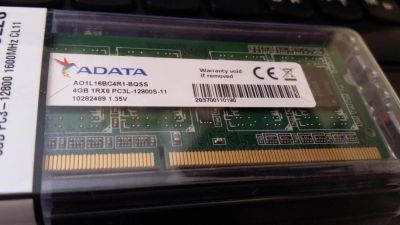 ADATA
Warranty void
if removed
CE
AO1L16BC4R1-BQSS
4GB 1RX8 PC3L-12800S-11
10282489 1.35V
2G3700110190
PC3-12800 1600MHz CL11